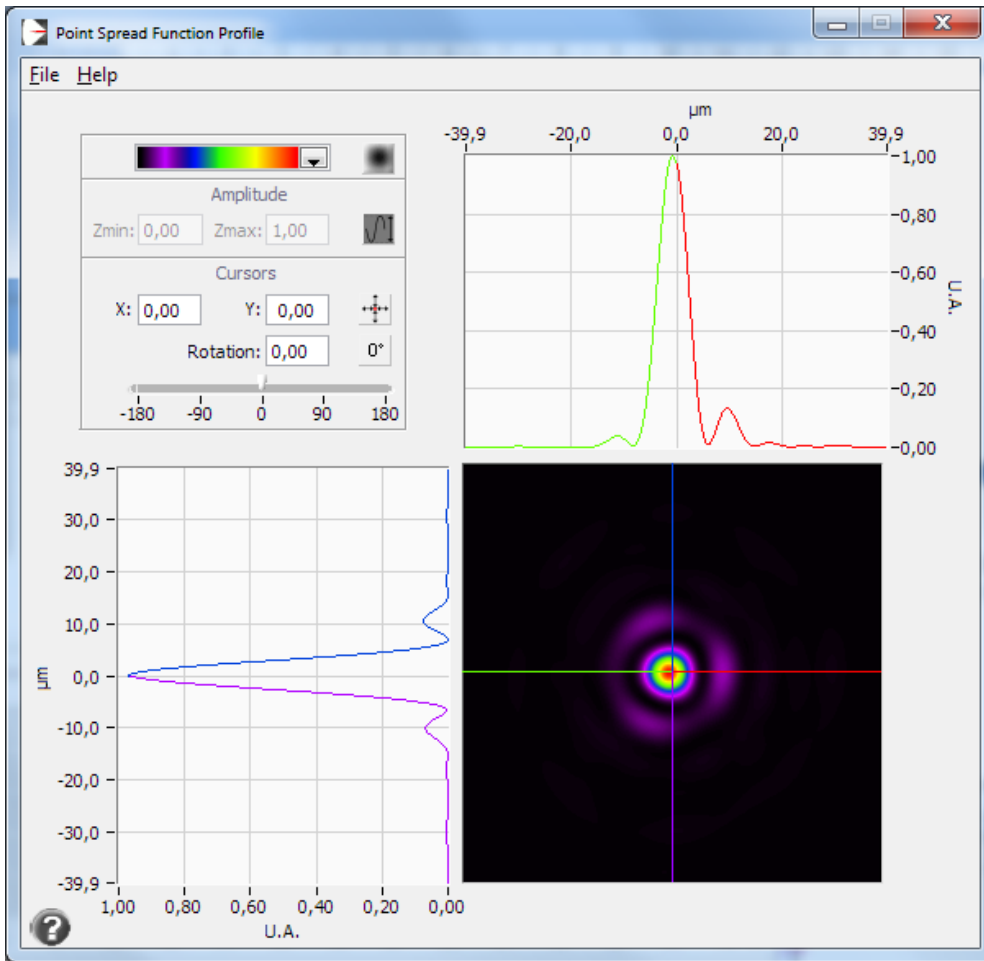 Point Spread Function Profile
File Help
Amplitude
Zmin: 0,00 Zmax: 1,00
Cursors
X: 0,00 Y: 0,00
Rotation: 0,00 0°
-180 -90 0 90 180
µm
-39,9 -20,0 0,0 20,0 39,9
1,00
0,80
0,60
0,40
0,20
0,00
U.A.
39,9
30,0
20,0
10,0
0,0
-10,0
-20,0
-30,0
-39,9
µm
1,00 0,80 0,60 0,40 0,20 0,00
U.A.
?